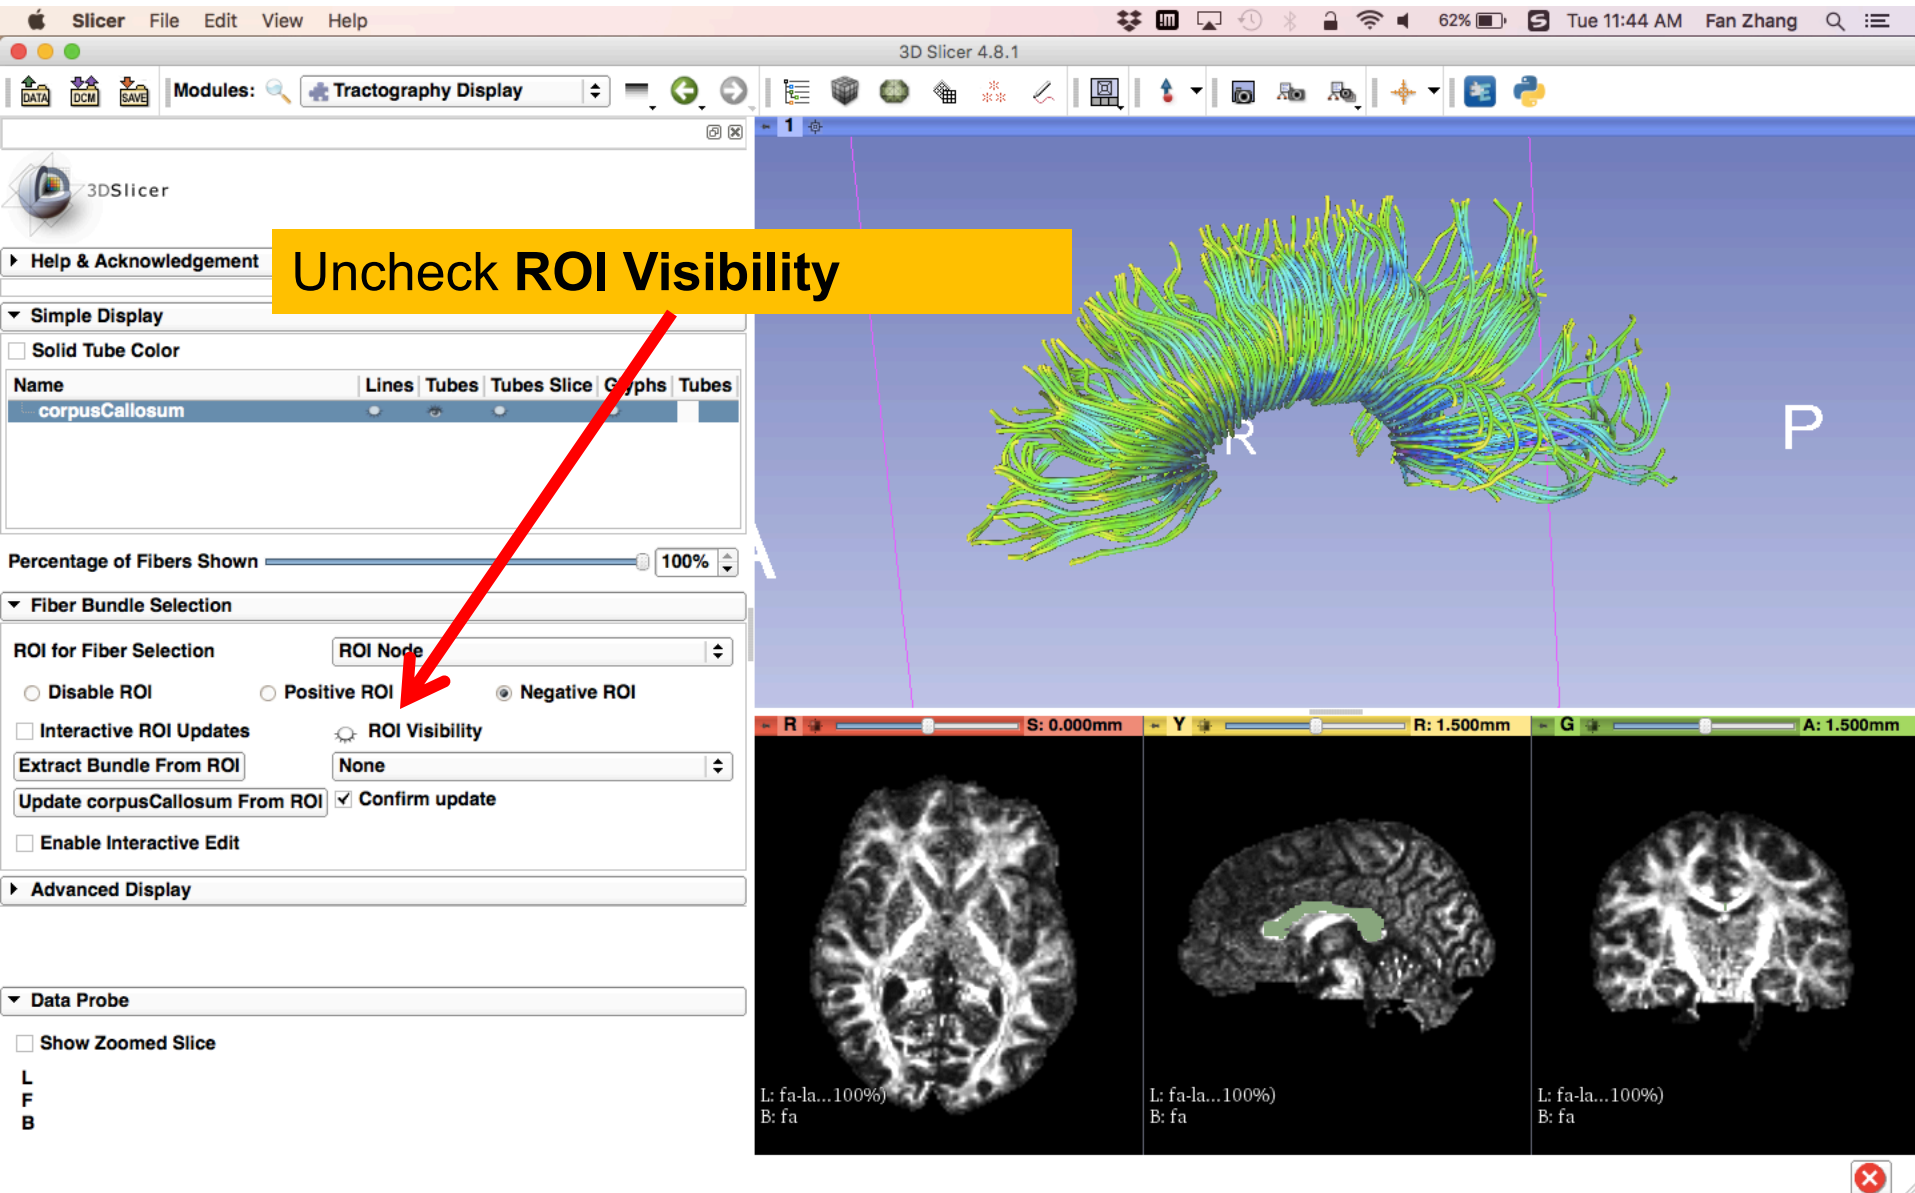 Slicer File Edit View Help 62% Tue 11:44 AM Fan Zhang
3D Slicer 4.8.1
DATA DCM SAVE Modules: Tractography Display
1
3DSlicer
Help & Acknowledgement
Uncheck ROI Visibility
Simple Display
Solid Tube Color
Name Lines Tubes Tubes Slice Glyphs Tubes
corpusCallosum
R
P
A
Percentage of Fibers Shown 100%
Fiber Bundle Selection
ROI for Fiber Selection ROI Node
Disable ROI Positive ROI Negative ROI
Interactive ROI Updates ROI Visibility
Extract Bundle From ROI None
Update corpusCallosum From ROI Confirm update
Enable Interactive Edit
Advanced Display
R S: 0.000mm Y R: 1.500mm G A: 1.500mm
Data Probe
Show Zoomed Slice
L
F
B
L: fa-la...100%)
B: fa
L: fa-la...100%)
B: fa
L: fa-la...100%)
B: fa